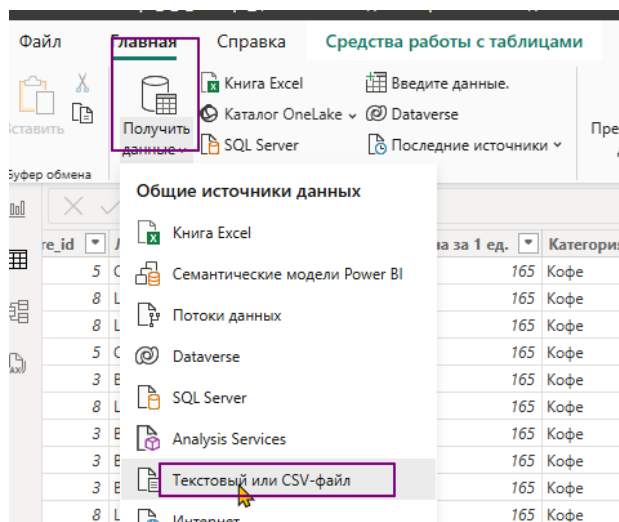 Файл Главная Справка Средства работы с таблицами
Книга Excel Введите данные.
Вставить Получить данные Каталог OneLake Dataverse
SQL Server Последние источники
Буфер обмена
Общие источники данных
re_id на за 1 ед. Категория
Книга Excel
5 165 Кофе
Семантические модели Power BI
8 165 Кофе
8 165 Кофе
Потоки данных
5 165 Кофе
Dataverse
3 165 Кофе
SQL Server
8 165 Кофе
3 165 Кофе
Analysis Services
3 165 Кофе
Текстовый или CSV-файл
3 165 Кофе
Интернет
8 165 Кофе